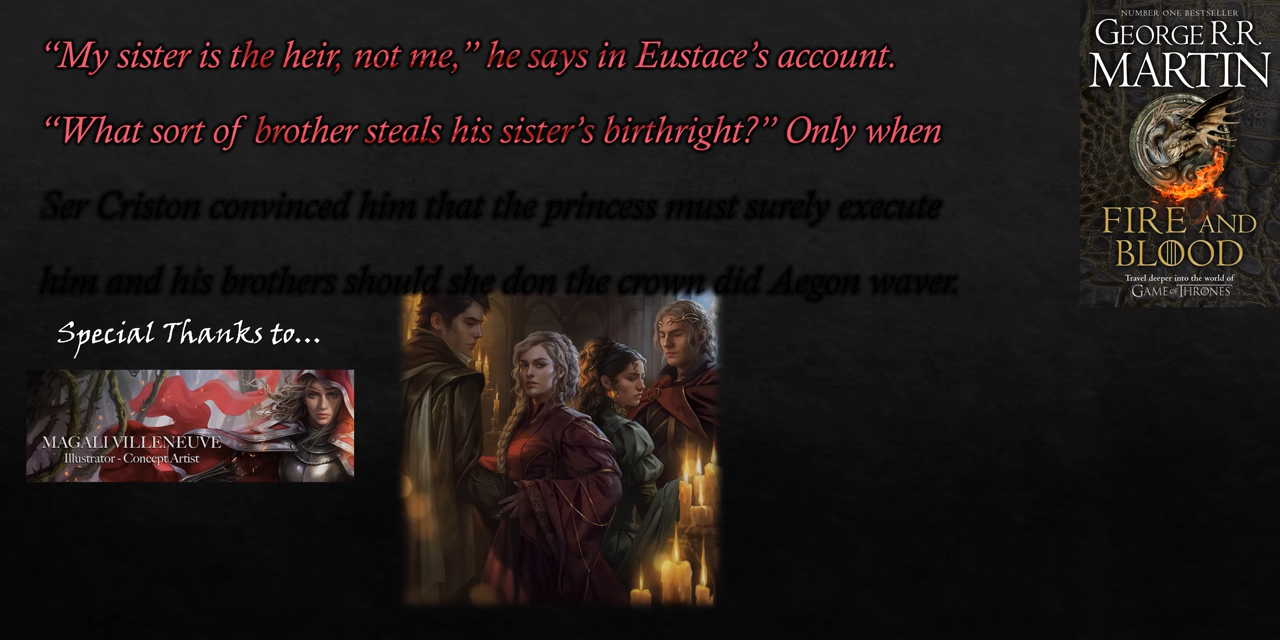 “My sister is the heir, not me,” he says in Eustace’s account.
“What sort of brother steals his sister’s birthright?” Only when
Ser Criston convinced him that the princess must surely execute
him and his brothers should she don the crown did Aegon waver.
Special Thanks to...
MAGALI VILLENEUVE
Illustrator - Concept Artist
NUMBER ONE BESTSELLER
GEORGE R.R.
MARTIN
FIRE AND
BLOOD
Travel deeper into the world of
GAME OF THRONES